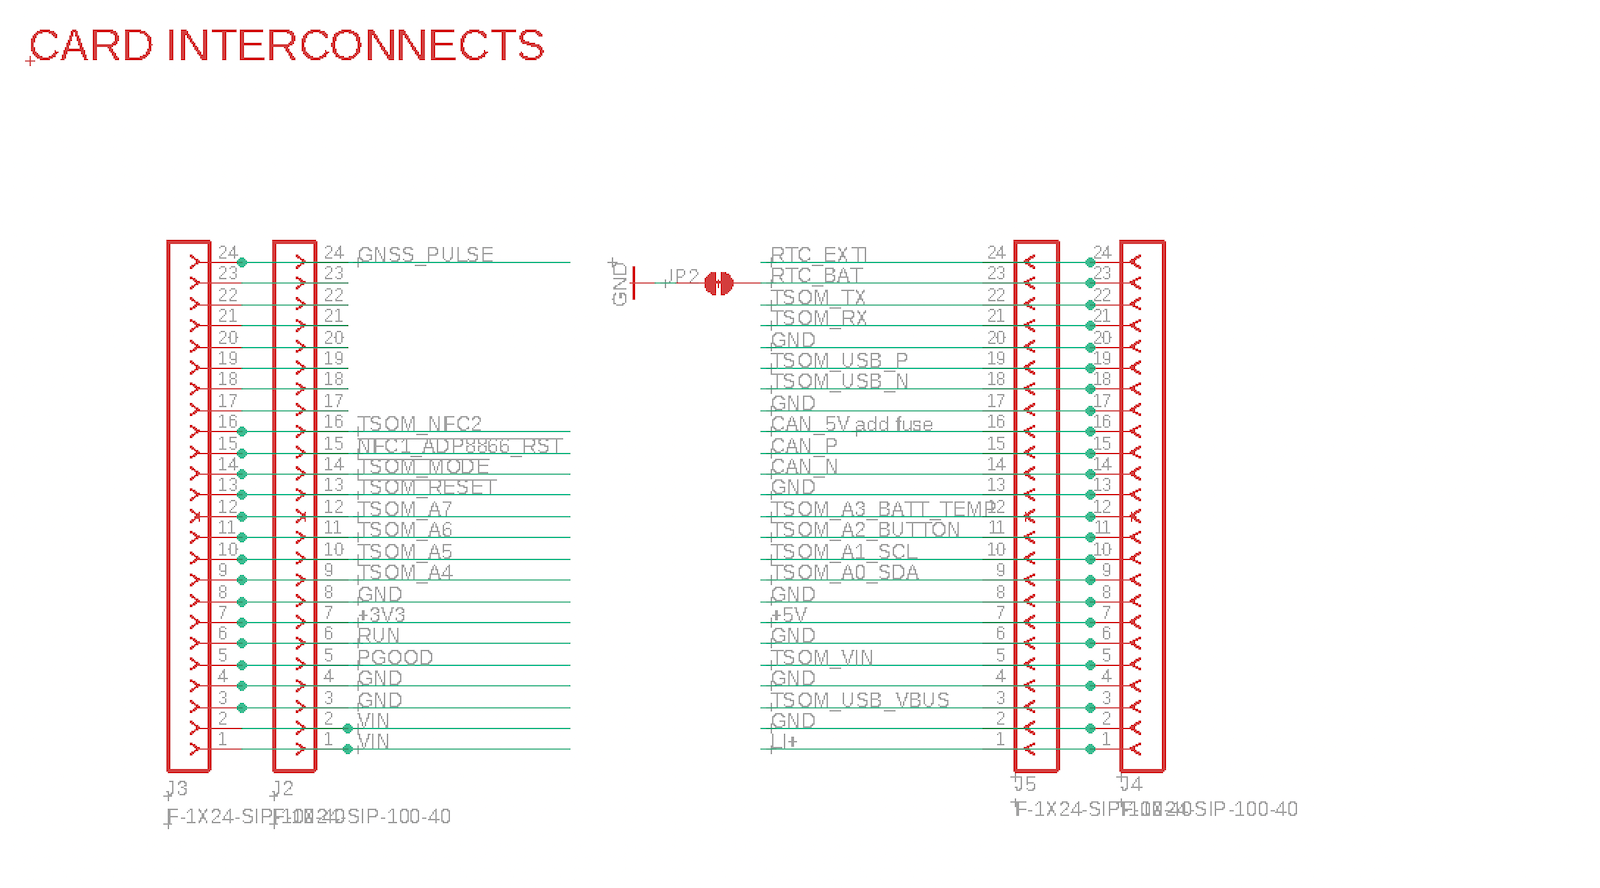 CARD INTERCONNECTS
24 24 GNSS_PULSE RTC_EXTI 24 24
23 23 GND JP2 RTC_BAT 23 23
22 22 TSOM_TX 22 22
21 21 TSOM_RX 21 21
20 20 GND 20 20
19 19 TSOM_USB_P 19 19
18 18 TSOM_USB_N 18 18
17 17 GND 17 17
16 16 TSOM_NFC2 CAN_5V add fuse 16 16
15 15 NFC1_ADP8866_RST CAN_P 15 15
14 14 TSOM_MODE CAN_N 14 14
13 13 TSOM_RESET GND 13 13
12 12 TSOM_A7 TSOM_A3_BATT_TEMP 12 12
11 11 TSOM_A6 TSOM_A2_BUTTON 11 11
10 10 TSOM_A5 TSOM_A1_SCL 10 10
9 9 TSOM_A4 TSOM_A0_SDA 9 9
8 8 GND GND 8 8
7 7 +3V3 +5V 7 7
6 6 RUN GND 6 6
5 5 PGOOD TSOM_VIN 5 5
4 4 GND GND 4 4
3 3 GND TSOM_USB_VBUS 3 3
2 2 VIN GND 2 2
1 1 VIN LI+ 1 1
J3 J2 J5 J4
F-1X24-SIP-100-40 F-1X24-SIP-100-40 F-1X24-SIP-100-40 F-1X24-SIP-100-40